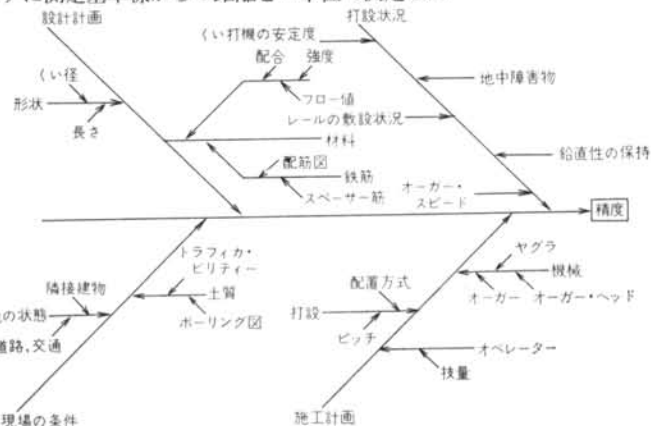 設計計画
打設状況
くい打機の安定度
配合 強度
くい径
地中障害物
形状
フロー値
レールの敷設状況
長さ
材料
鉛直性の保持
配筋図
鉄筋
オーガー・
スピード
スペーサー筋
精度
トラフィカ・
ビリティー
ヤグラ
隣接建物
配置方式
機械
土質
オーガー オーガー・ヘッド
の状態
打設
ボーリング図
道路,交通
ピッチ
オペレーター
技量
現場の条件
施工計画